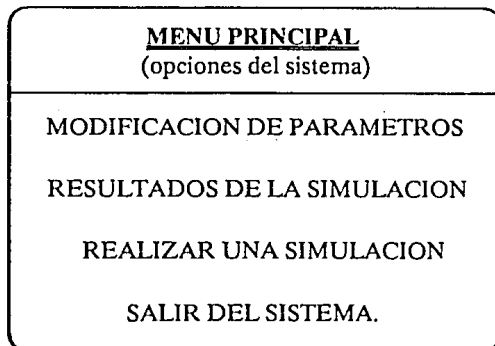 MENU PRINCIPAL
(opciones del sistema)
MODIFICACION DE PARAMETROS
RESULTADOS DE LA SIMULACION
REALIZAR UNA SIMULACION
SALIR DEL SISTEMA.